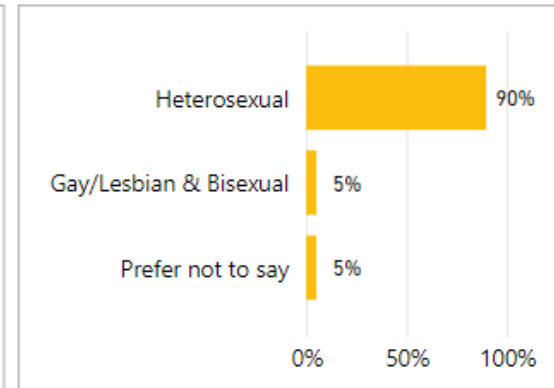 Heterosexual 90%
Gay/Lesbian & Bisexual 5%
Prefer not to say 5%
0% 50% 100%